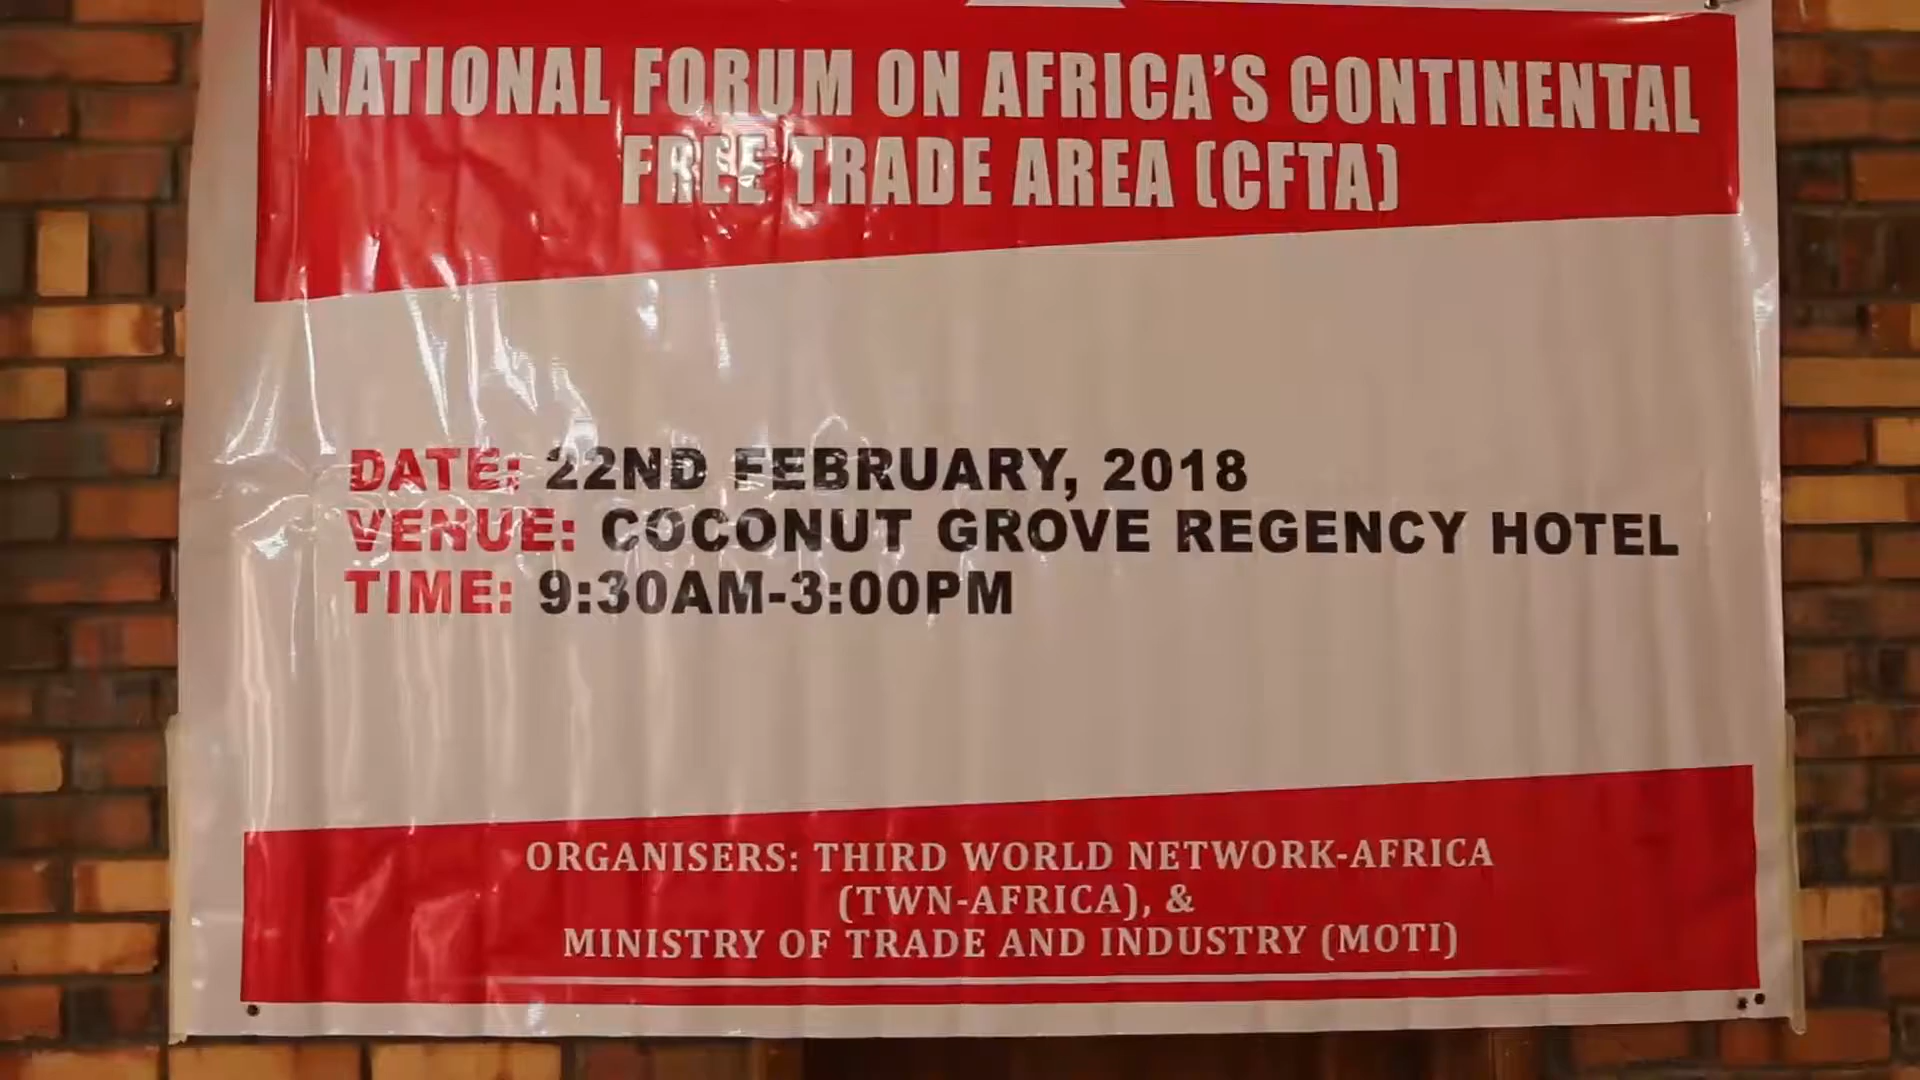 NATIONAL FORUM ON AFRICA'S CONTINENTAL
FREE TRADE AREA (CFTA)
DATE: 22ND FEBRUARY, 2018
VENUE: COCONUT GROVE REGENCY HOTEL
TIME: 9:30AM-3:00PM
ORGANISERS: THIRD WORLD NETWORK-AFRICA
(TWN-AFRICA), &
MINISTRY OF TRADE AND INDUSTRY (MOTI)